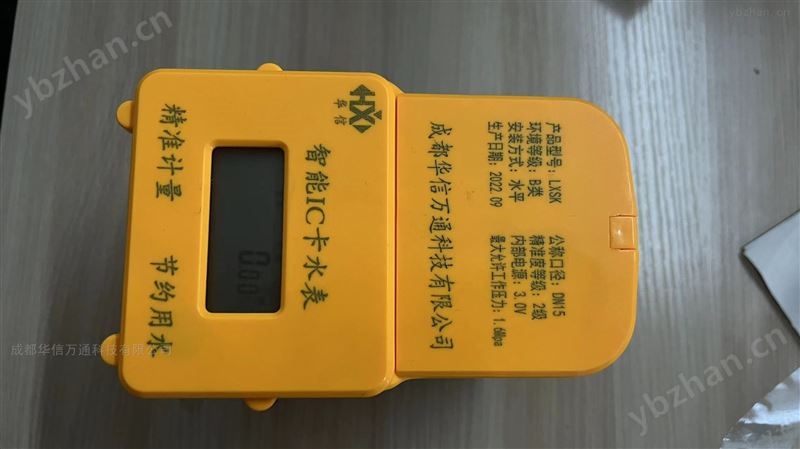 HX
华信
智能IC卡水表
精准计量 节约用水
成都华信万通科技有限公司
产品型号: LXSK 公称口径: DN15
环境等级: B类 精准度等级: 2级
安装方式: 水平 内部电源: 3.0V
生产日期: 2022.09 最大允许工作压力: 1.6Mpa
0.00
成都华信万通科技有限公司
ybzhan.cn
ybzhan.cn
ybzhan.cn
ybzhan.cn